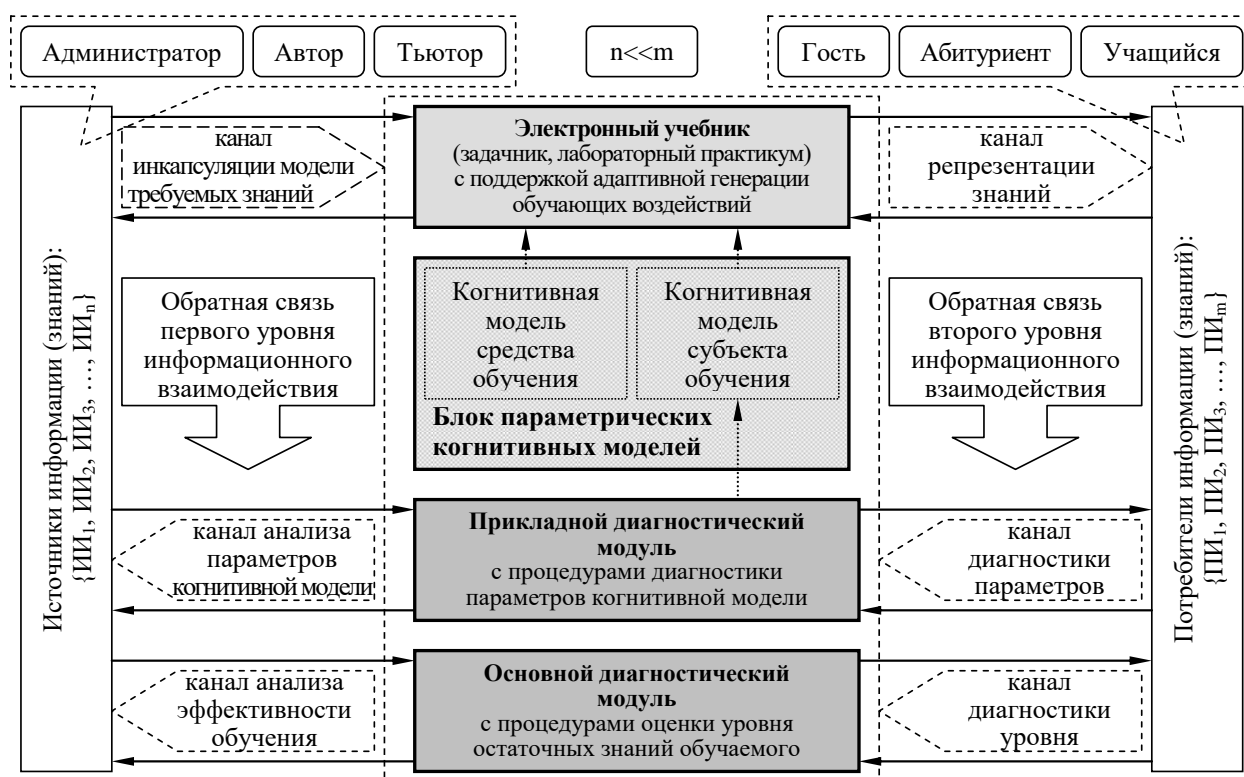 Администратор
Автор
Тьютор
n<<m
Гость
Абитуриент
Учащийся
Источники информации (знаний):
{ИИ₁, ИИ₂, ИИ₃, …, ИИₙ}
канал
инкапсуляции модели
требуемых знаний
Электронный учебник
(задачник, лабораторный практикум)
с поддержкой адаптивной генерации
обучающих воздействий
канал
репрезентации
знаний
Потребители информации (знаний):
{ПИ₁, ПИ₂, ПИ₃, …, ПИₘ}
Обратная связь
первого уровня
информационного
взаимодействия
Когнитивная
модель
средства
обучения
Когнитивная
модель
субъекта
обучения
Блок параметрических
когнитивных моделей
Обратная связь
второго уровня
информационного
взаимодействия
канал анализа
параметров
когнитивной модели
Прикладной диагностический
модуль
с процедурами диагностики
параметров когнитивной модели
канал
диагностики
параметров
канал анализа
эффективности
обучения
Основной диагностический
модуль
с процедурами оценки уровня
остаточных знаний обучаемого
канал
диагностики
уровня